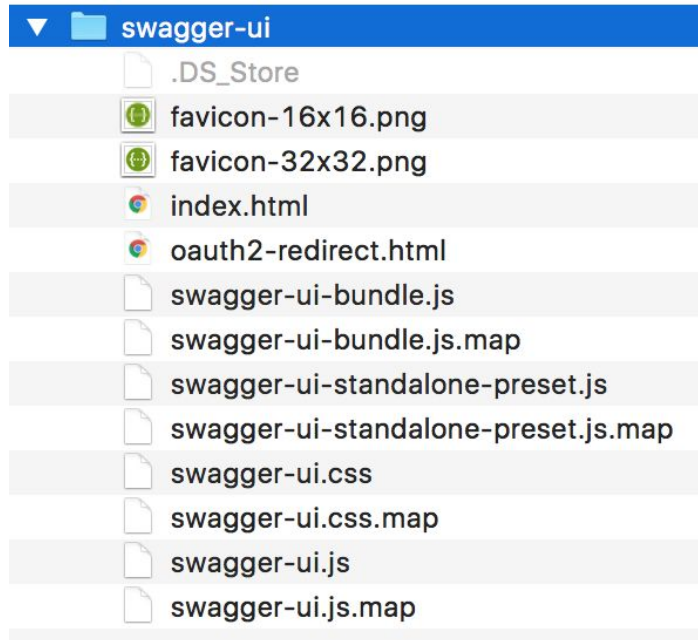 swagger-ui
.DS_Store
favicon-16x16.png
favicon-32x32.png
index.html
oauth2-redirect.html
swagger-ui-bundle.js
swagger-ui-bundle.js.map
swagger-ui-standalone-preset.js
swagger-ui-standalone-preset.js.map
swagger-ui.css
swagger-ui.css.map
swagger-ui.js
swagger-ui.js.map